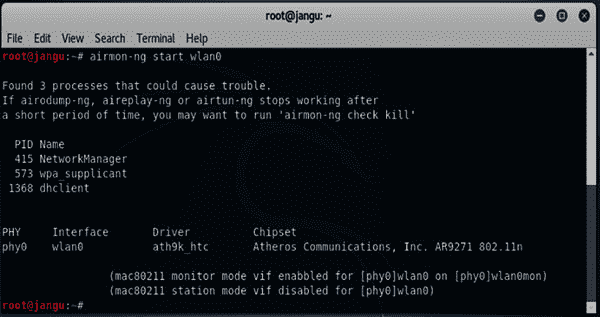 root@jangu: ~
File Edit View Search Terminal Help
root@jangu:~# airmon-ng start wlan0
Found 3 processes that could cause trouble.
If airodump-ng, aireplay-ng or airtun-ng stops working after
a short period of time, you may want to run 'airmon-ng check kill'
PID Name
415 NetworkManager
573 wpa_supplicant
1368 dhclient
PHY Interface Driver Chipset
phy0 wlan0 ath9k_htc Atheros Communications, Inc. AR9271 802.11n
(mac80211 monitor mode vif enabbled for [phy0]wlan0 on [phy0]wlan0mon)
(mac80211 station mode vif disabled for [phy0]wlan0)
root@jangu:~#